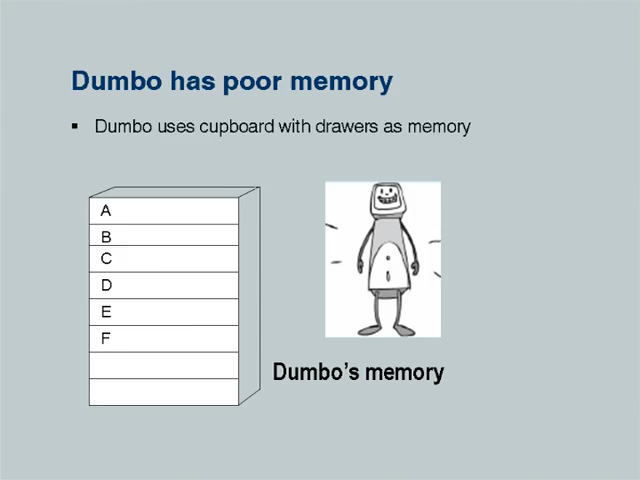 Dumbo has poor memory
▪ Dumbo uses cupboard with drawers as memory
A
B
C
D
E
F
Dumbo's memory